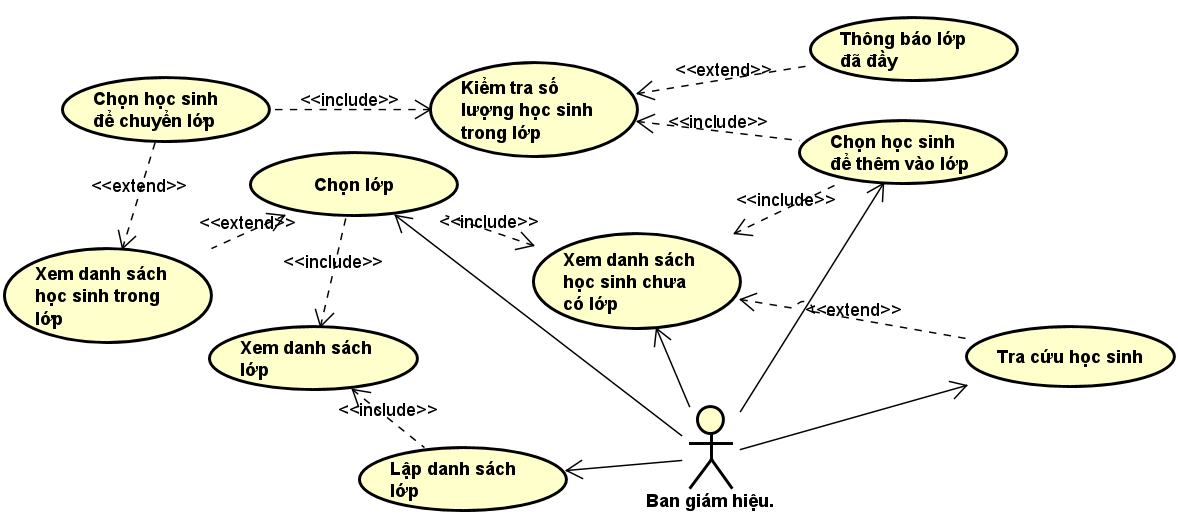 Thông báo lớp
đã đầy
<<extend>>
Chọn học sinh
để chuyển lớp
<<include>>
Kiểm tra số
lượng học sinh
trong lớp
<<include>>
Chọn học sinh
để thêm vào lớp
<<extend>>
Chọn lớp
<<include>>
<<extend>>
<<include>>
Xem danh sách
học sinh trong
lớp
<<include>>
Xem danh sách
học sinh chưa
có lớp
<<extend>>
Xem danh sách
lớp
Tra cứu học sinh
<<include>>
Lập danh sách
lớp
Ban giám hiệu.